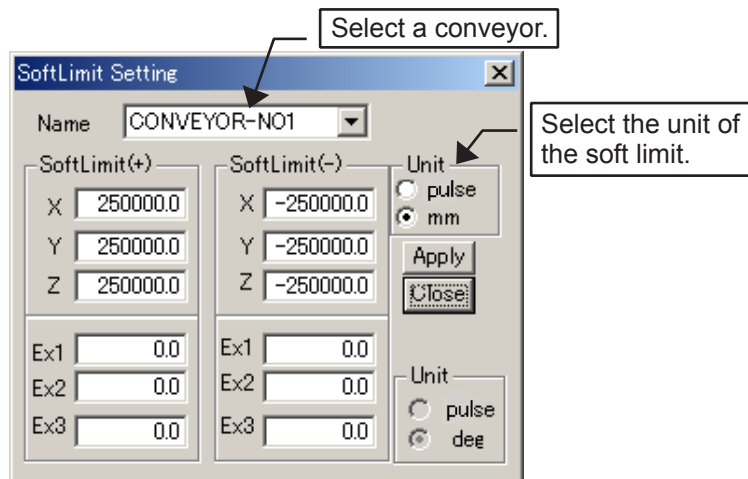 Select a conveyor.
SoftLimit Setting
Name CONVEYOR-NO1
Select the unit of
the soft limit.
SoftLimit(+) SoftLimit(-) Unit
pulse
X 250000.0 X -250000.0 mm
Y 250000.0 Y -250000.0 Apply
Z 250000.0 Z -250000.0 Close
Ex1 0.0 Ex1 0.0
Ex2 0.0 Ex2 0.0 Unit
pulse
Ex3 0.0 Ex3 0.0 deg